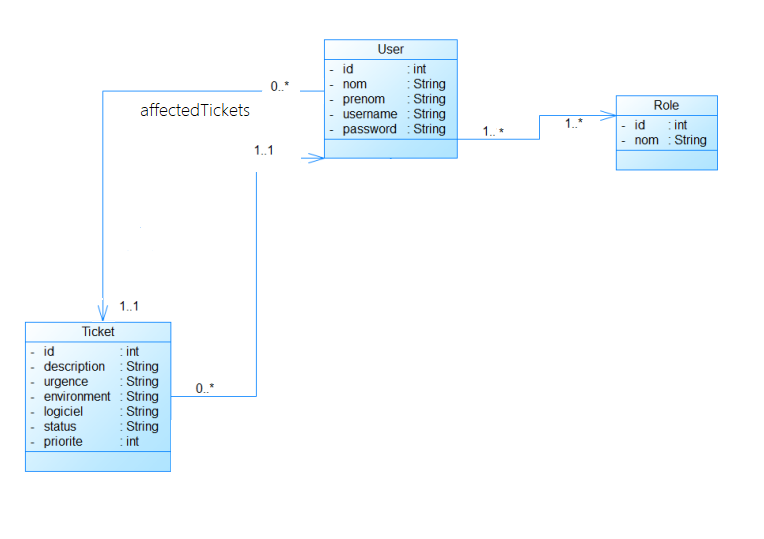 User
- id : int
- nom : String
- prenom : String
- username : String
- password : String
0..*
affectedTickets
1..1
1.. *
1..*
Role
- id : int
- nom : String
1..1
Ticket
- id : int
- description : String
- urgence : String
- environment : String
- logiciel : String
- status : String
- priorite : int
0..*